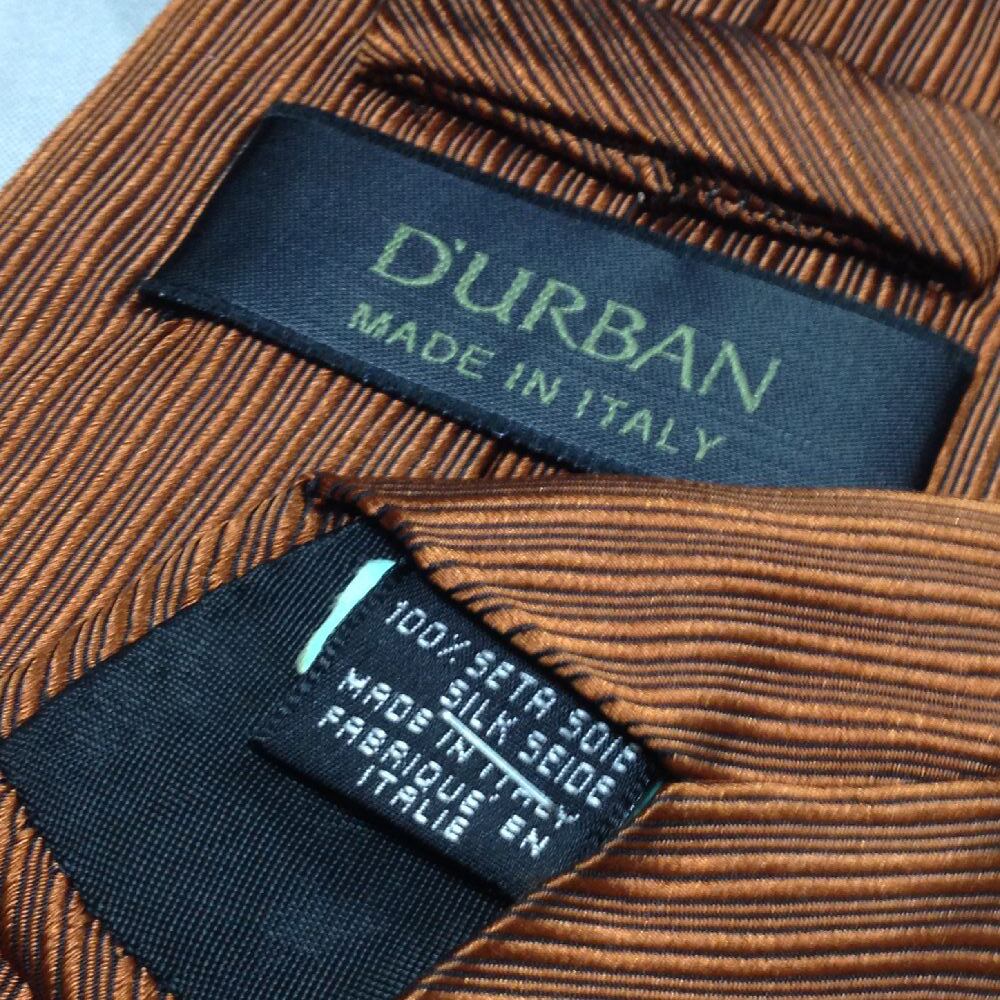 D'URBAN
MADE IN ITALY
100% SETA SOIE
SILK SEIDE
MADE IN ITALY
FABRIQUE' EN
ITALIE